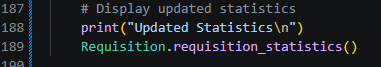 187 # Display updated statistics
188 print("Updated Statistics\n")
189 Requisition.requisition_statistics()
190